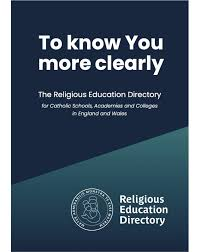 To know You
more clearly
The Religious Education Directory
for Catholic Schools, Academies and Colleges
in England and Wales
Religious
Education
Directory